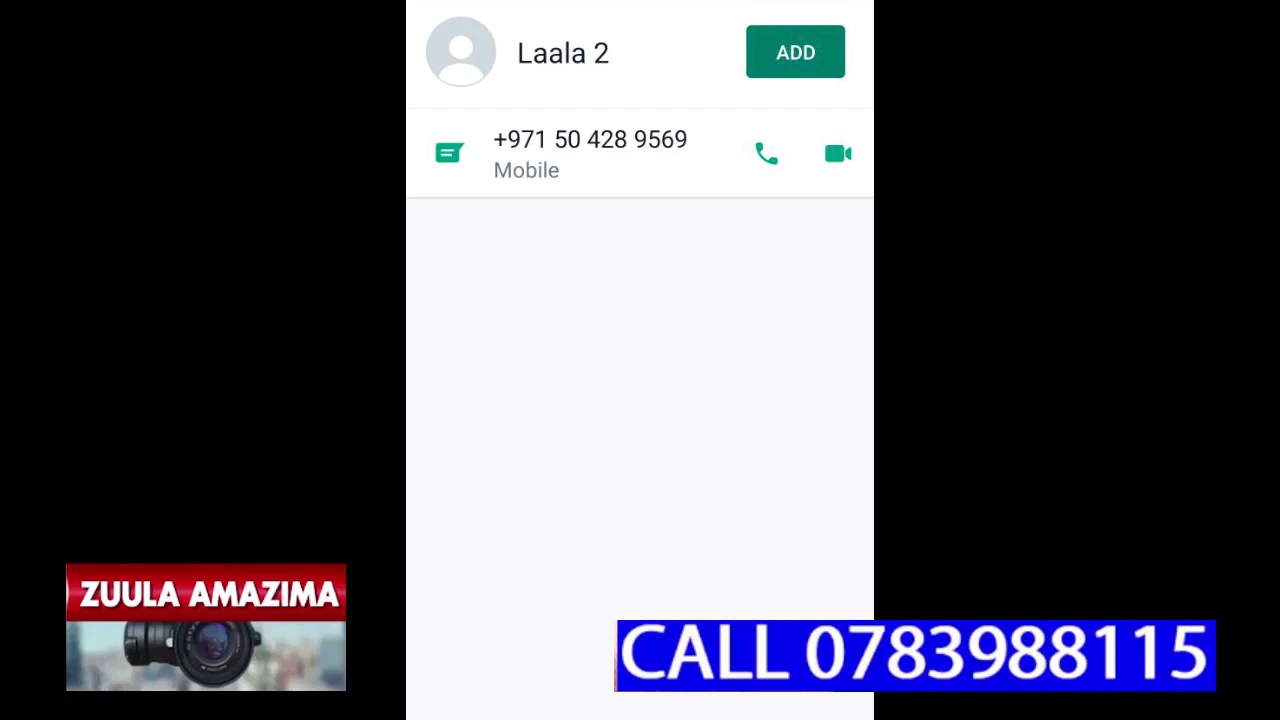 Laala 2
ADD
+971 50 428 9569
Mobile
ZUULA AMAZIMA
CALL 0783988115